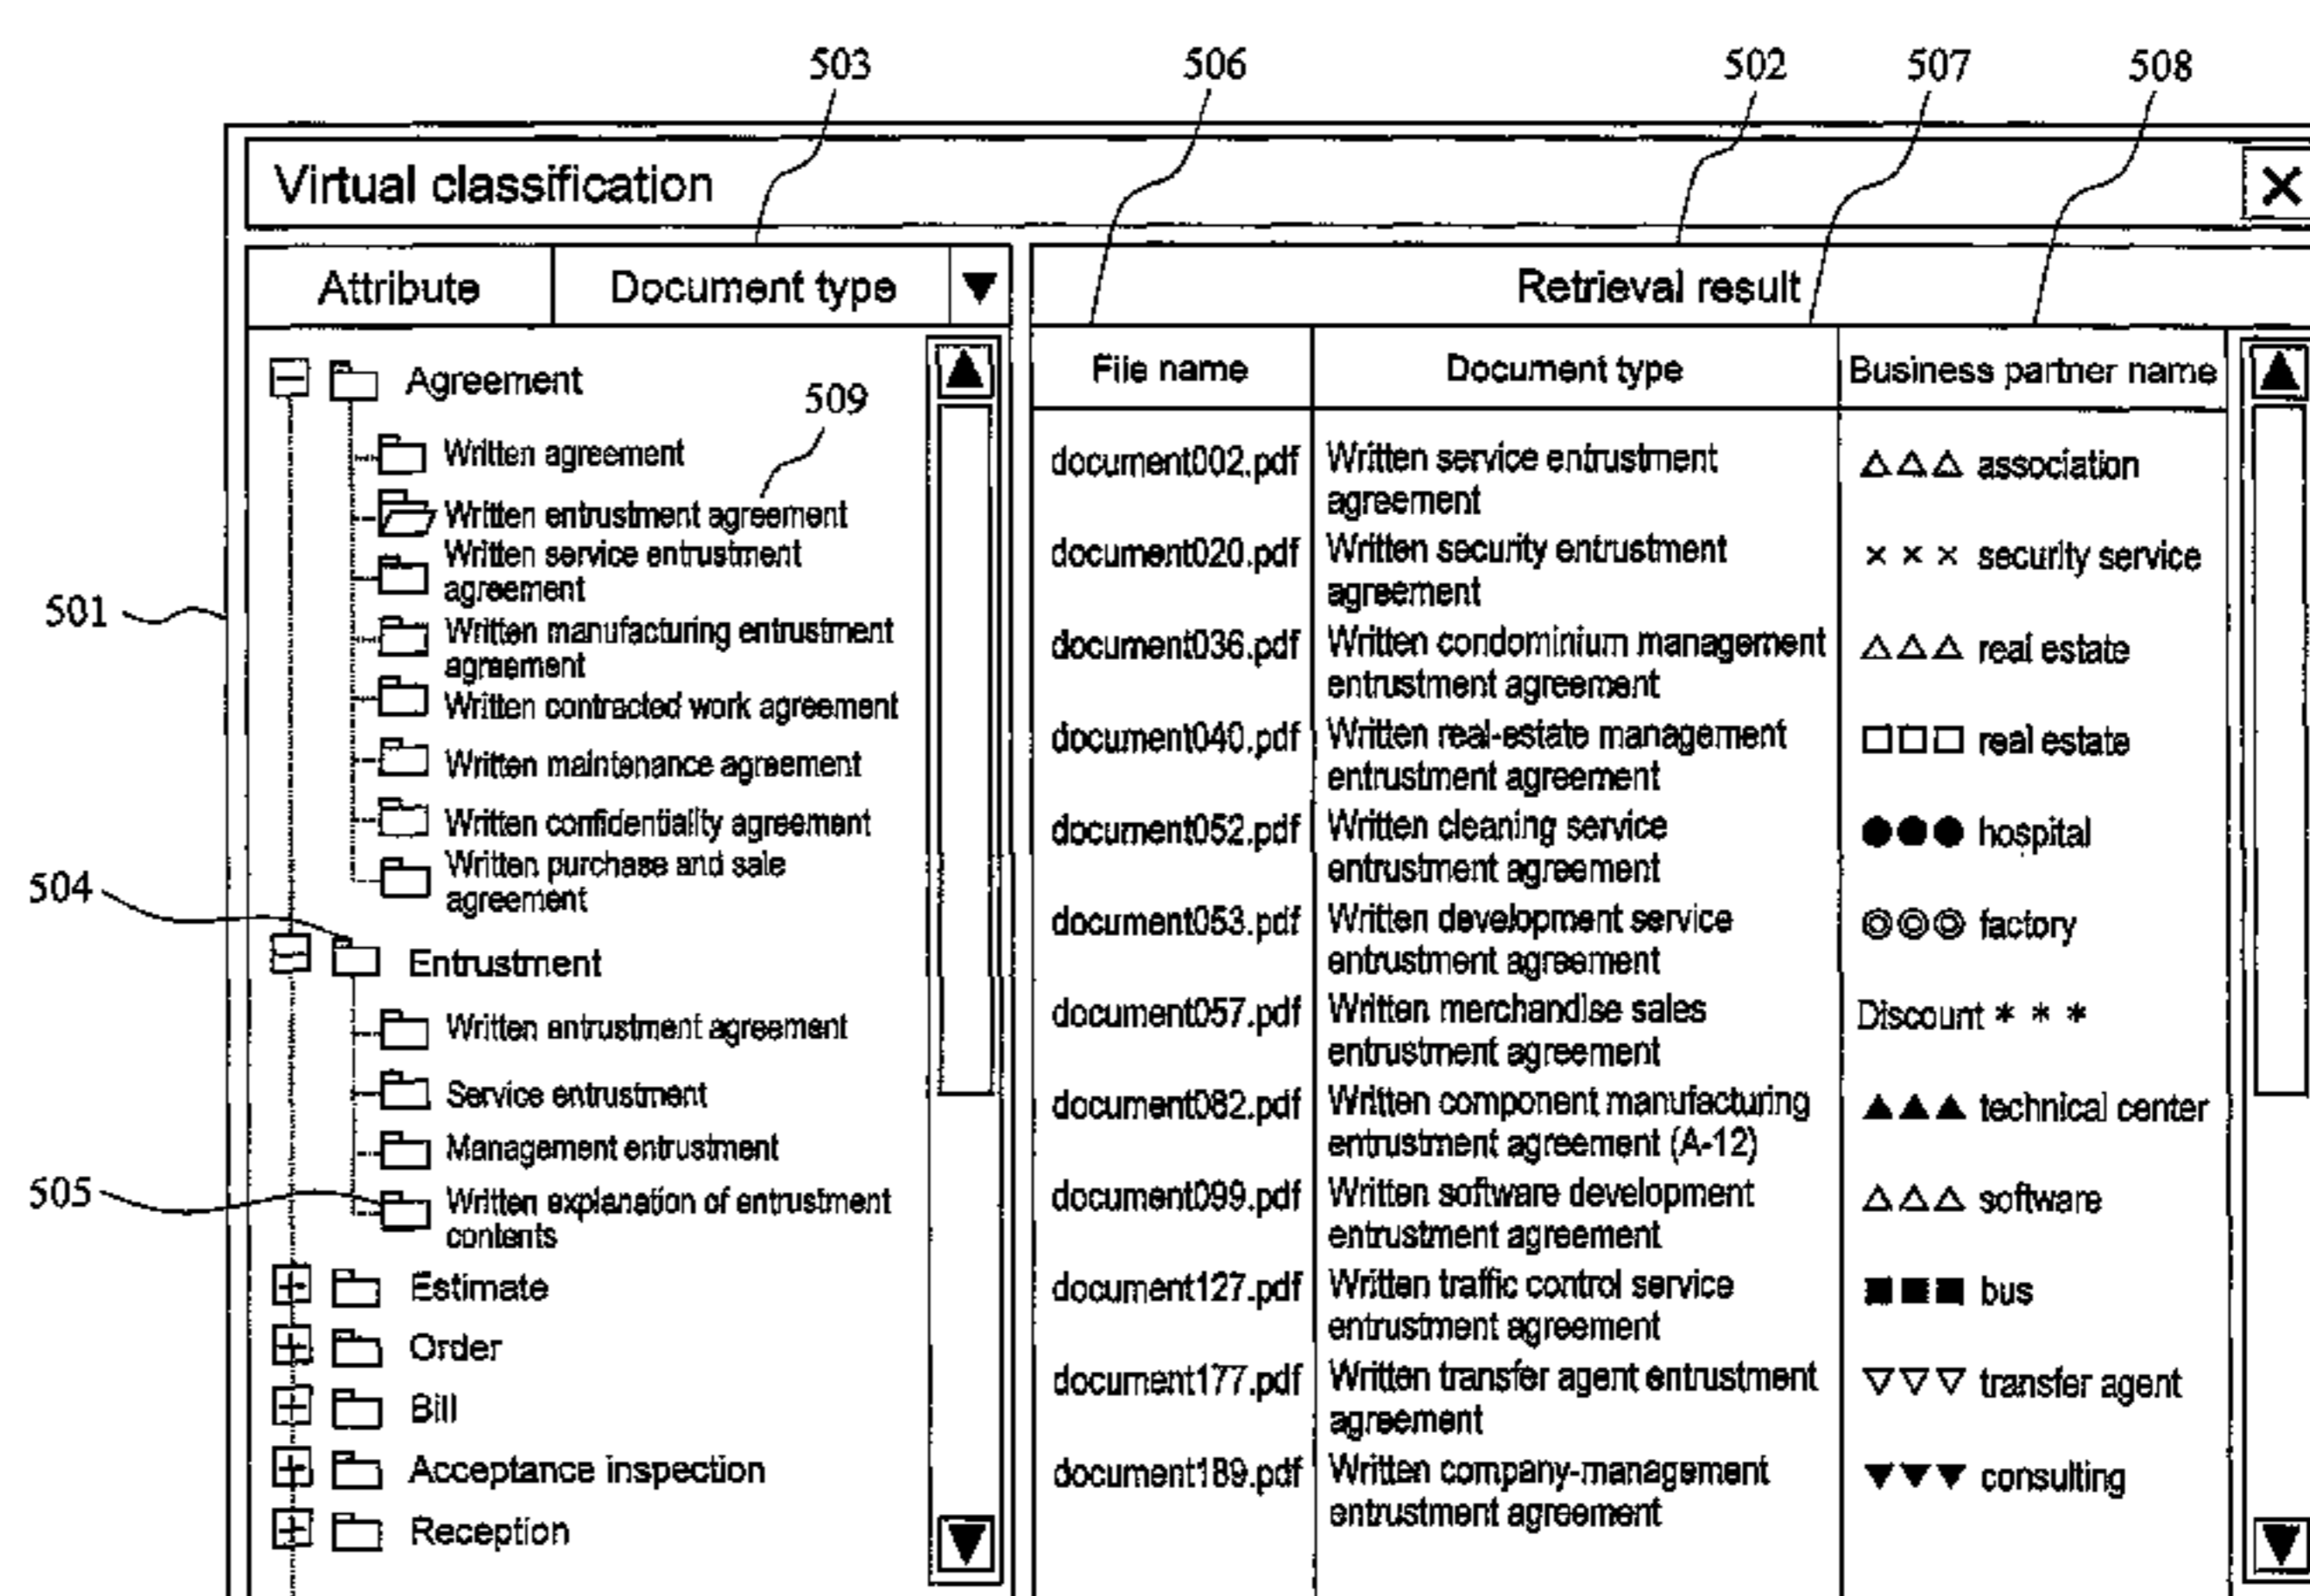 503 506 502 507 508
Virtual classification ×
Attribute Document type ▼ Retrieval result
Agreement
509
Written agreement
Written entrustment agreement
Written service entrustment
agreement
501
Written manufacturing entrustment
agreement
Written contracted work agreement
Written maintenance agreement
Written confidentiality agreement
Written purchase and sale
agreement
504
Entrustment
Written entrustment agreement
Service entrustment
Management entrustment
505
Written explanation of entrustment
contents
Estimate
Order
Bill
Acceptance inspection
Reception
File name Document type Business partner name
document002.pdf Written service entrustment △△△ association
agreement
document020.pdf Written security entrustment × × × security service
agreement
document036.pdf Written condominium management △△△ real estate
entrustment agreement
document040.pdf Written real-estate management □□□ real estate
entrustment agreement
document052.pdf Written cleaning service ●●● hospital
entrustment agreement
document053.pdf Written development service ◎◎◎ factory
entrustment agreement
document057.pdf Written merchandise sales Discount * * *
entrustment agreement
document082.pdf Written component manufacturing ▲▲▲ technical center
entrustment agreement (A-12)
document099.pdf Written software development △△△ software
entrustment agreement
document127.pdf Written traffic control service ■■■ bus
entrustment agreement
document177.pdf Written transfer agent entrustment ▽▽▽ transfer agent
agreement
document189.pdf Written company-management ▼▼▼ consulting
entrustment agreement